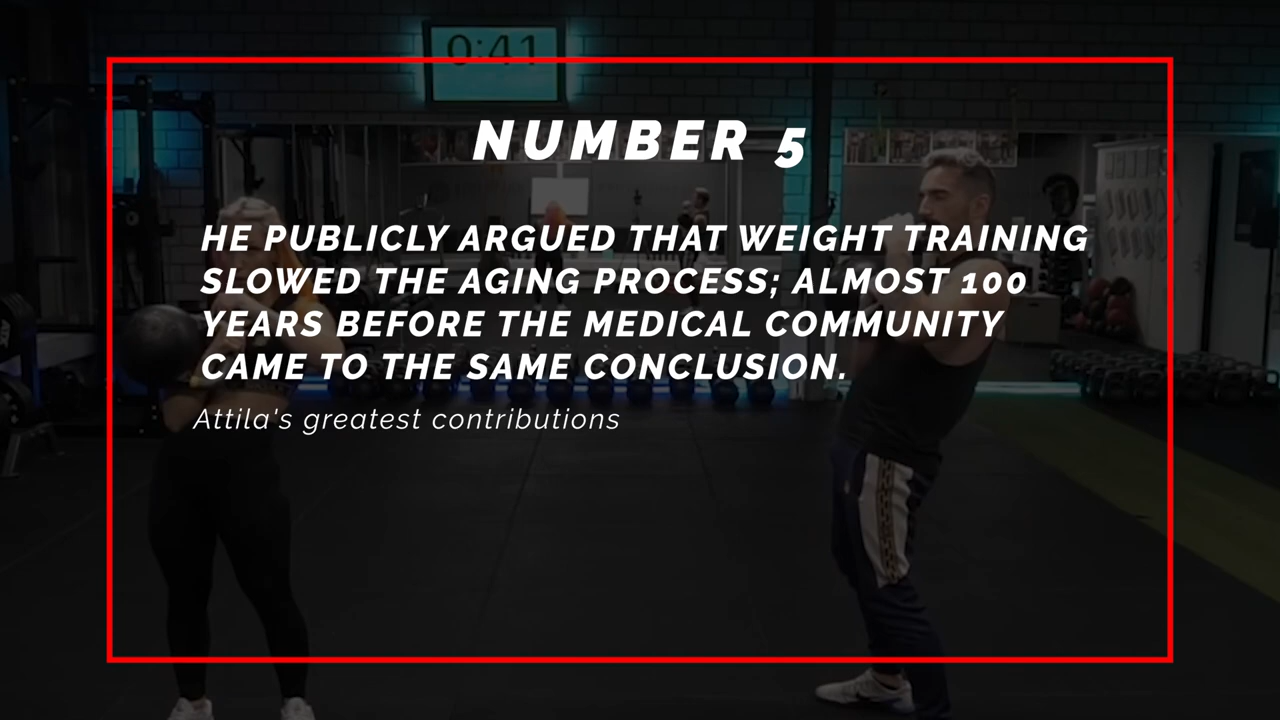 0:41
NUMBER 5
HE PUBLICLY ARGUED THAT WEIGHT TRAINING
SLOWED THE AGING PROCESS; ALMOST 100
YEARS BEFORE THE MEDICAL COMMUNITY
CAME TO THE SAME CONCLUSION.
Attila's greatest contributions